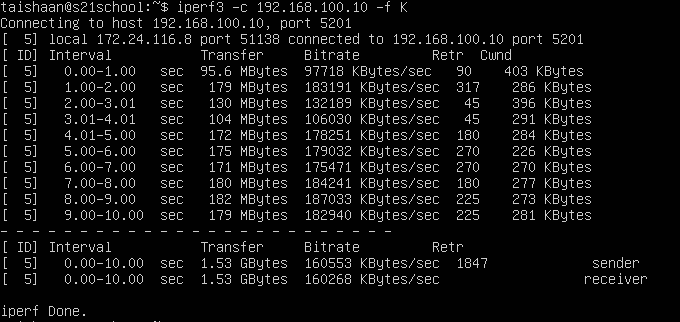 taishaan@s21school:~$ iperf3 -c 192.168.100.10 -f K
Connecting to host 192.168.100.10, port 5201
[  5] local 172.24.116.8 port 51138 connected to 192.168.100.10 port 5201
[ ID] Interval           Transfer     Bitrate         Retr  Cwnd
[  5]   0.00-1.00   sec  95.6 MBytes  97718 KBytes/sec   90    403 KBytes
[  5]   1.00-2.00   sec   179 MBytes  183191 KBytes/sec  317    286 KBytes
[  5]   2.00-3.01   sec   130 MBytes  132189 KBytes/sec   45    396 KBytes
[  5]   3.01-4.01   sec   104 MBytes  106030 KBytes/sec   45    291 KBytes
[  5]   4.01-5.00   sec   172 MBytes  178251 KBytes/sec  180    284 KBytes
[  5]   5.00-6.00   sec   175 MBytes  179032 KBytes/sec  270    226 KBytes
[  5]   6.00-7.00   sec   171 MBytes  175471 KBytes/sec  270    270 KBytes
[  5]   7.00-8.00   sec   180 MBytes  184241 KBytes/sec  180    277 KBytes
[  5]   8.00-9.00   sec   182 MBytes  187033 KBytes/sec  225    273 KBytes
[  5]   9.00-10.00  sec   179 MBytes  182940 KBytes/sec  225    281 KBytes
- - - - - - - - - - - - - - - - - - - - - - - - -
[ ID] Interval           Transfer     Bitrate         Retr
[  5]   0.00-10.00  sec  1.53 GBytes  160553 KBytes/sec  1847             sender
[  5]   0.00-10.00  sec  1.53 GBytes  160268 KBytes/sec                  receiver
iperf Done.